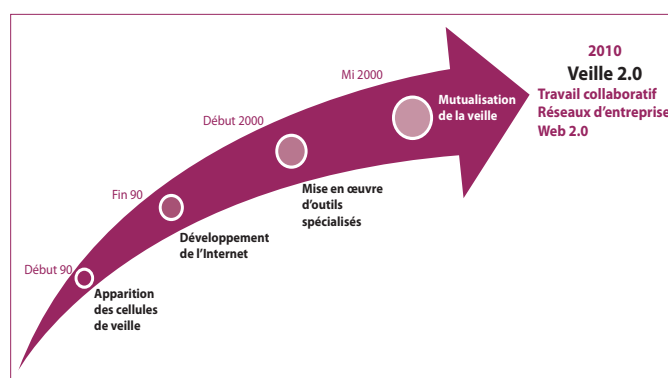 Début 90
Apparition
des cellules
de veille
Fin 90
Développement
de l'Internet
Début 2000
Mise en œuvre
d'outils
spécialisés
Mi 2000
Mutualisation
de la veille
2010
Veille 2.0
Travail collaboratif
Réseaux d'entreprise
Web 2.0